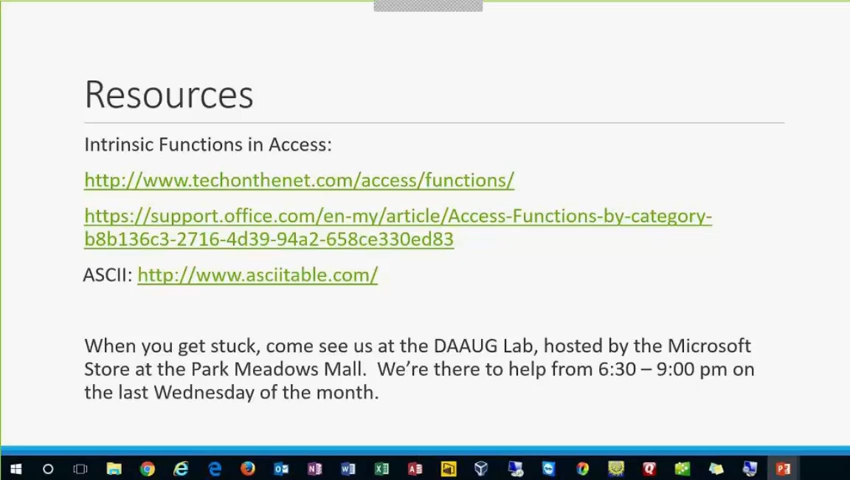 Resources
Intrinsic Functions in Access:
http://www.techonthenet.com/access/functions/
https://support.office.com/en-my/article/Access-Functions-by-category-
b8b136c3-2716-4d39-94a2-658ce330ed83
ASCII: http://www.asciitable.com/
When you get stuck, come see us at the DAAUG Lab, hosted by the Microsoft
Store at the Park Meadows Mall.  We’re there to help from 6:30 – 9:00 pm on
the last Wednesday of the month.